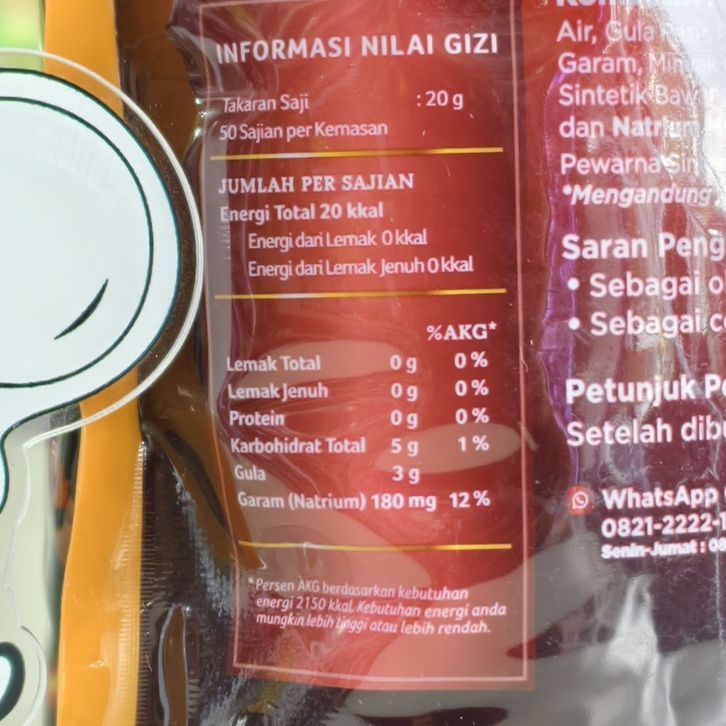 INFORMASI NILAI GIZI
Takaran Saji : 20 g
50 Sajian per Kemasan
JUMLAH PER SAJIAN
Energi Total 20 kkal
Energi dari Lemak 0 kkal
Energi dari Lemak Jenuh 0 kkal
%AKG*
Lemak Total 0 g 0 %
Lemak Jenuh 0 g 0 %
Protein 0 g 0 %
Karbohidrat Total 5 g 1 %
Gula 3 g
Garam (Natrium) 180 mg 12 %
*Persen AKG berdasarkan kebutuhan
energi 2150 kkal. Kebutuhan energi anda
mungkin lebih tinggi atau lebih rendah.
Air, Gula
Garam,
Sintetik
dan
Pewarna
*Mengandung
Saran
• Sebagai
• Sebagai
Petunjuk
Setelah
WhatsApp
0821-2222-
Senin-Jumat :